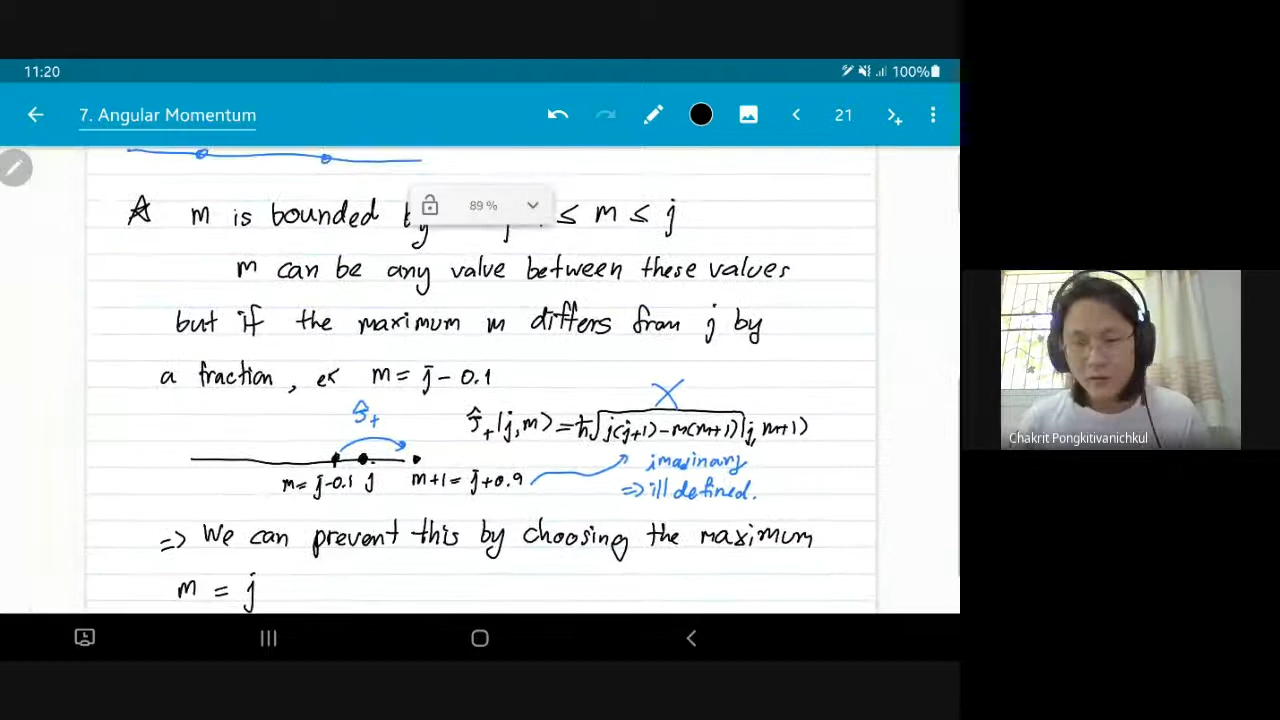 11:20
100%
7. Angular Momentum
21
89 %
m is bounded by ≤ m ≤ j
m can be any value between these values
but if the maximum m differs from j by
a fraction, ex m = j - 0.1
Ĵ₊
Ĵ₊|j,m⟩ = ħ√j(j+1) - m(m+1) |j, m+1⟩
X
m = j-0.1 j m+1 = j+0.9
imaginary
=> ill defined.
=> We can prevent this by choosing the maximum
m = j
Chakrit Pongkitivanichkul